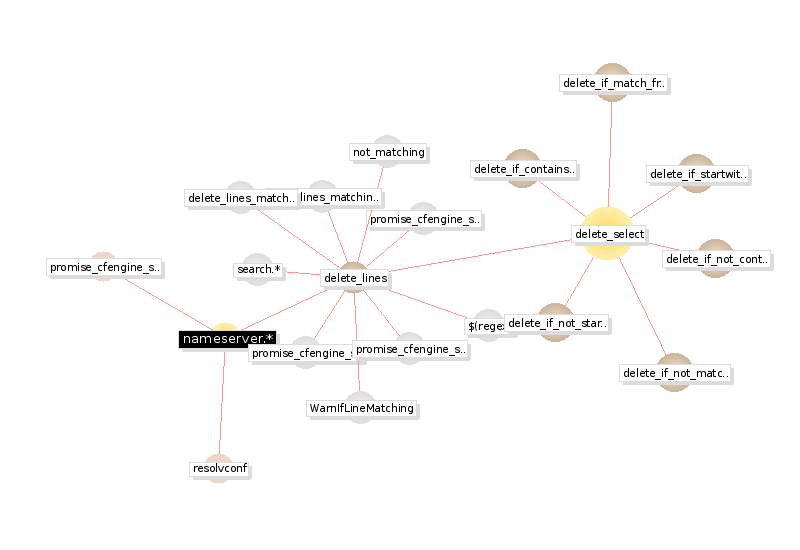 delete_if_match_fr..
not_matching
delete_if_contains..
delete_if_startwit..
delete_lines_match..
lines_matchin..
promise_cfengine_s..
delete_select
delete_if_not_cont..
promise_cfengine_s..
search.*
delete_lines
$(regex
delete_if_not_star..
nameserver.*
promise_cfengine_s
promise_cfengine_s..
delete_if_not_matc..
WarnIfLineMatching
resolvconf